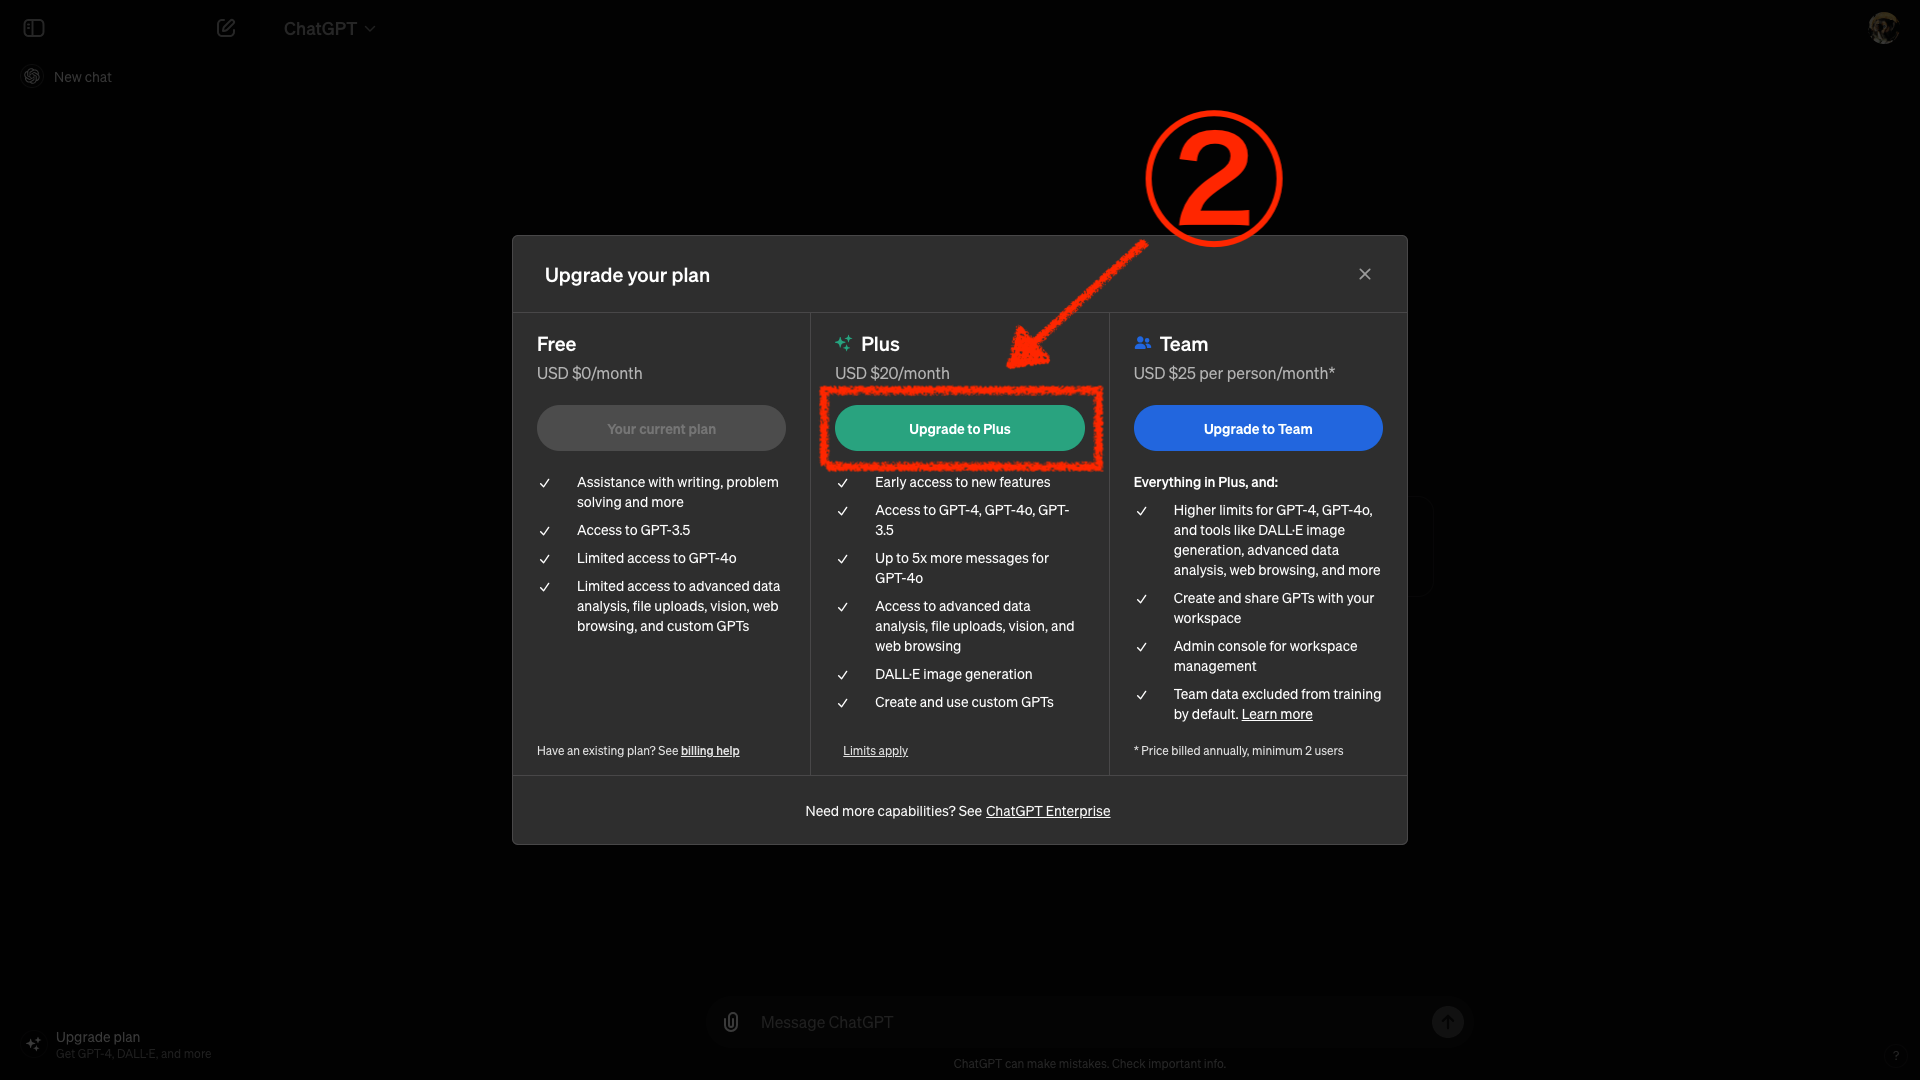 ChatGPT
New chat
②
Upgrade your plan
Free
USD $0/month
Your current plan
Assistance with writing, problem
solving and more
Access to GPT-3.5
Limited access to GPT-4o
Limited access to advanced data
analysis, file uploads, vision, web
browsing, and custom GPTs
Have an existing plan? See billing help
Plus
USD $20/month
Upgrade to Plus
Early access to new features
Access to GPT-4, GPT-4o, GPT-
3.5
Up to 5x more messages for
GPT-4o
Access to advanced data
analysis, file uploads, vision, and
web browsing
DALL·E image generation
Create and use custom GPTs
Limits apply
Team
USD $25 per person/month*
Upgrade to Team
Everything in Plus, and:
Higher limits for GPT-4, GPT-4o,
and tools like DALL·E image
generation, advanced data
analysis, web browsing, and more
Create and share GPTs with your
workspace
Admin console for workspace
management
Team data excluded from training
by default. Learn more
* Price billed annually, minimum 2 users
Need more capabilities? See ChatGPT Enterprise
Message ChatGPT
Upgrade plan
Get GPT-4, DALL·E, and more
ChatGPT can make mistakes. Check important info.
?